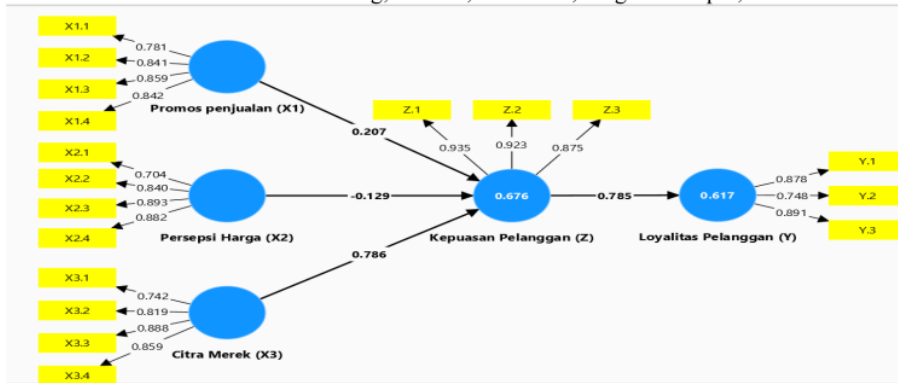 X1.1
0.781
X1.2
0.841
X1.3
0.859
X1.4
0.842
Promos penjualan (X1)
0.207
X2.1
0.704
X2.2
0.840
X2.3
0.893
X2.4
0.882
Persepsi Harga (X2)
-0.129
X3.1
0.742
X3.2
0.819
X3.3
0.888
X3.4
0.859
Citra Merek (X3)
0.786
Z.1
Z.2
Z.3
0.935
0.923
0.875
0.676
Kepuasan Pelanggan (Z)
0.785
0.617
Loyalitas Pelanggan (Y)
0.878
Y.1
0.748
Y.2
0.891
Y.3